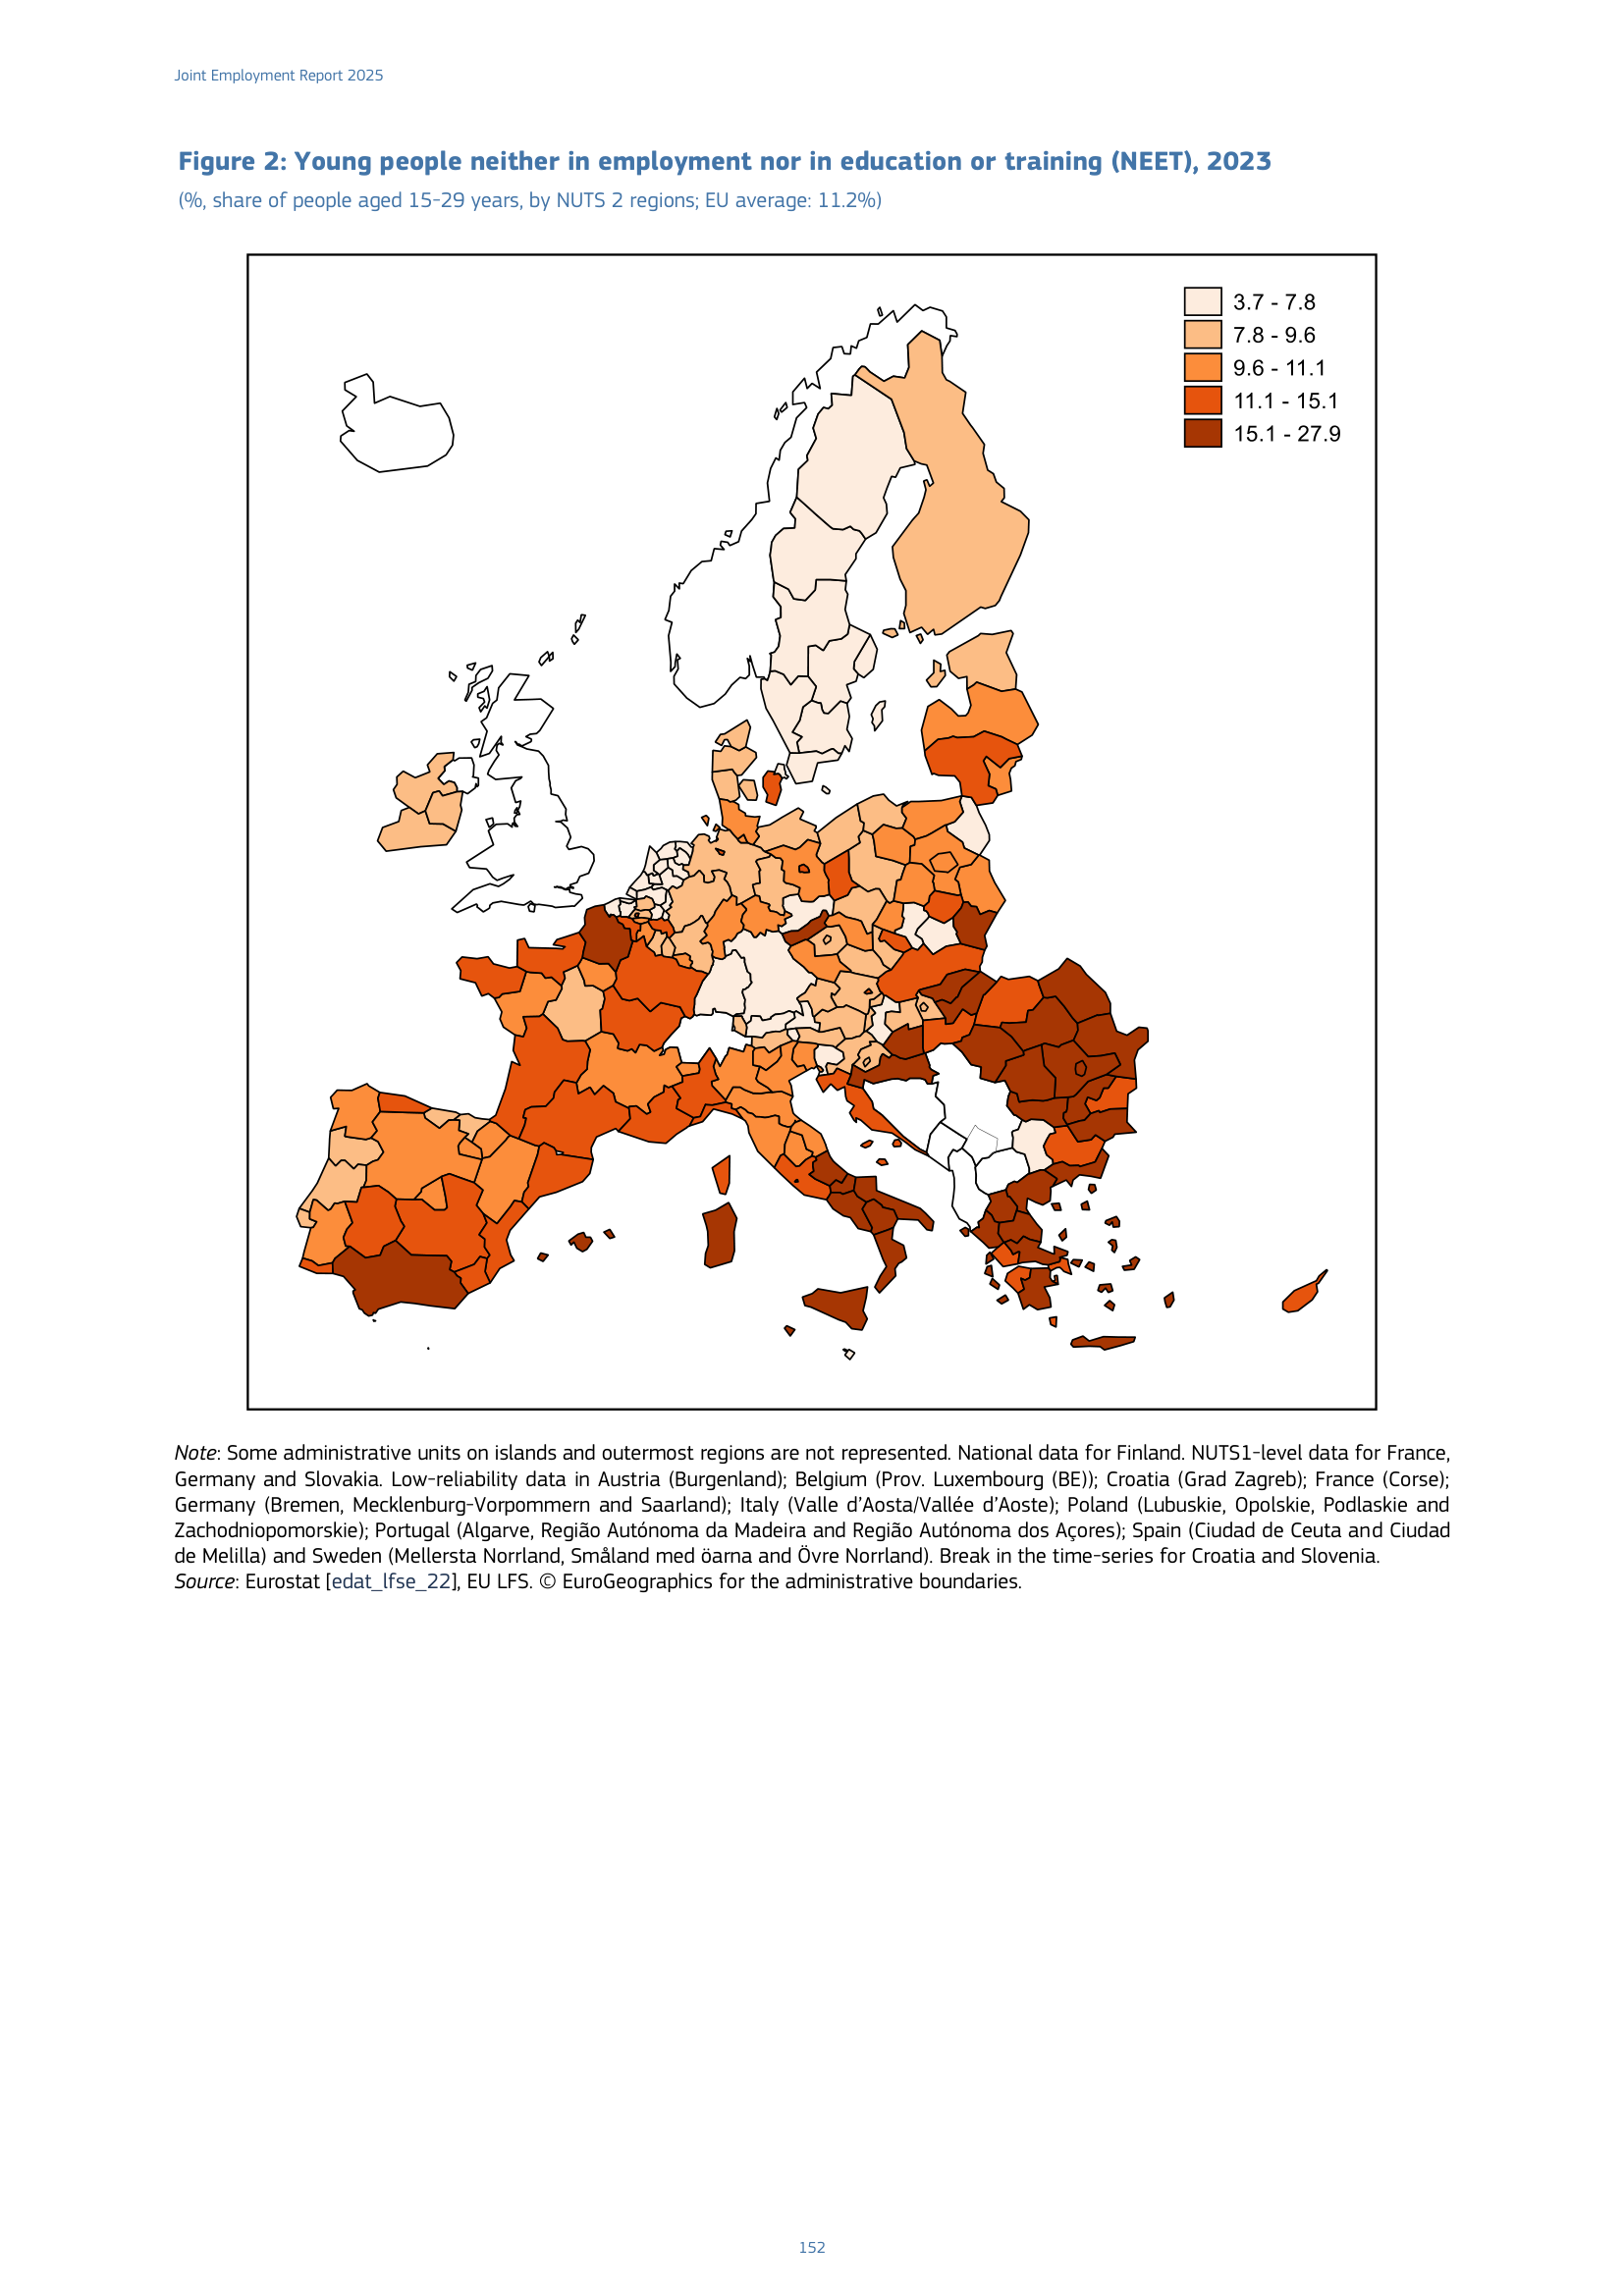 Joint Employment Report 2025
Figure 2: Young people neither in employment nor in education or training (NEET), 2023
(%, share of people aged 15-29 years, by NUTS 2 regions; EU average: 11.2%)
3.7 - 7.8
7.8 - 9.6
9.6 - 11.1
11.1 - 15.1
15.1 - 27.9
Note: Some administrative units on islands and outermost regions are not represented. National data for Finland. NUTS1-level data for France,
Germany and Slovakia. Low-reliability data in Austria (Burgenland); Belgium (Prov. Luxembourg (BE)); Croatia (Grad Zagreb); France (Corse);
Germany (Bremen, Mecklenburg-Vorpommern and Saarland); Italy (Valle d'Aosta/Vallée d'Aoste); Poland (Lubuskie, Opolskie, Podlaskie and
Zachodniopomorskie); Portugal (Algarve, Região Autónoma da Madeira and Região Autónoma dos Açores); Spain (Ciudad de Ceuta and Ciudad
de Melilla) and Sweden (Mellersta Norrland, Småland med öarna and Övre Norrland). Break in the time-series for Croatia and Slovenia.
Source: Eurostat [edat_lfse_22], EU LFS. © EuroGeographics for the administrative boundaries.
152